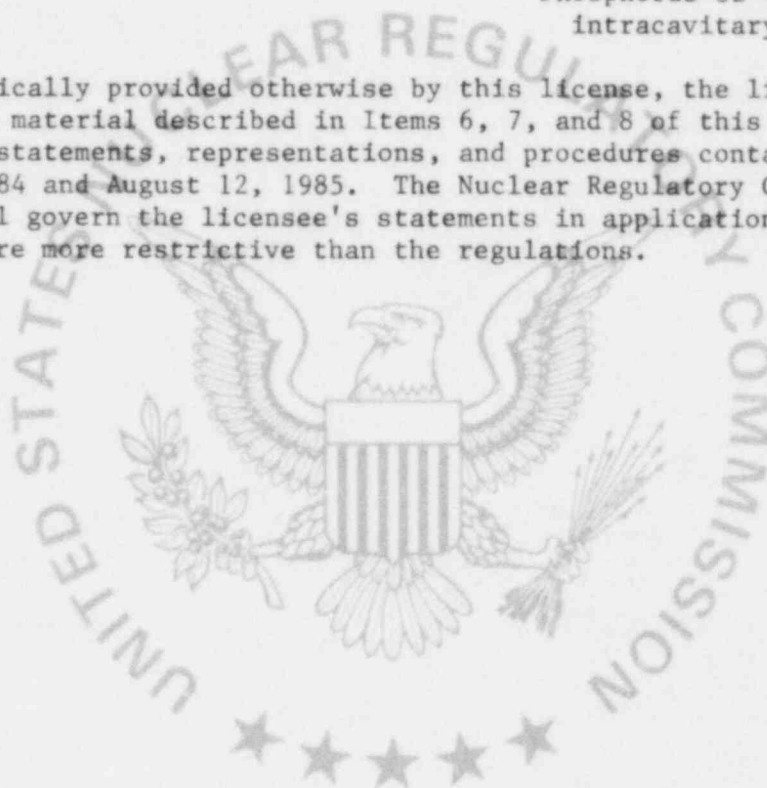 intracavitary
ically provided otherwise by this license, the li
material described in Items 6, 7, and 8 of this
statements, representations, and procedures conta
84 and August 12, 1985. The Nuclear Regulatory C
l govern the licensee's statements in application
re more restrictive than the regulations.
UNITED STATES NUCLEAR REGULATORY COMMISSION